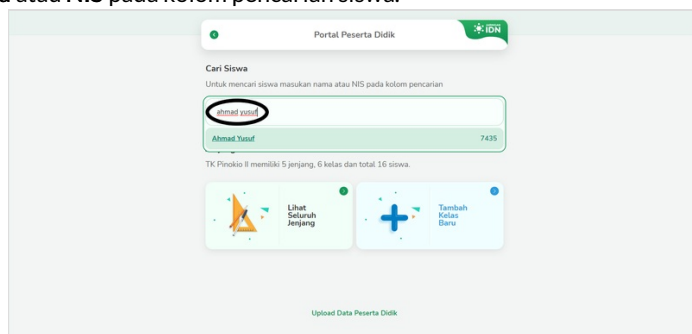 atau NIS pada kolom pencarian/siswa.
Portal Peserta Didik
IDN
Cari Siswa
Untuk mencari siswa masukan nama atau NIS pada kolom pencarian
ahmad yusuf
Ahmad Yusuf 7435
TK Pinokio II memiliki 5 jenjang, 6 kelas dan total 16 siswa.
Lihat
Seluruh
Jenjang
Tambah
Kelas
Baru
Upload Data Peserta Didik